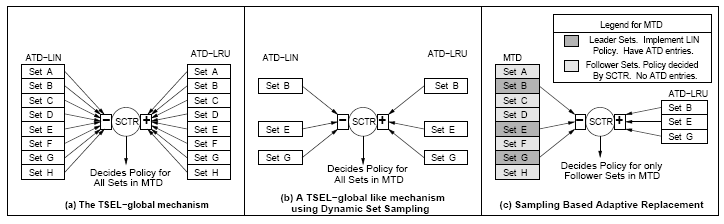 ATD−LIN
Set A
Set B
Set C
Set D
Set E
Set F
Set G
Set H
−
SCTR
+
ATD−LRU
Set A
Set B
Set C
Set D
Set E
Set F
Set G
Set H
Decides Policy for
All Sets in MTD
(a) The TSEL−global mechanism
ATD−LIN
Set B
Set E
Set G
−
SCTR
+
ATD−LRU
Set B
Set E
Set G
Decides Policy for
All Sets in MTD
(b) A TSEL−global like mechanism
using Dynamic Set Sampling
Legend for MTD
Leader Sets. Implement LIN
Policy. Have ATD entries.
Follower Sets. Policy decided
By SCTR. No ATD entries.
MTD
Set A
Set B
Set C
Set D
Set E
Set F
Set G
Set H
−
SCTR
+
ATD−LRU
Set B
Set E
Set G
Decides Policy for only
Follower Sets in MTD
(c) Sampling Based Adaptive Replacement